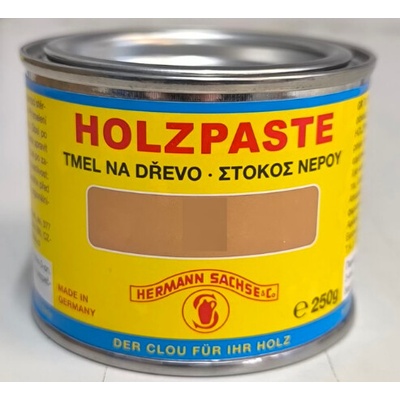 HOLZPASTE
TMEL NA DŘEVO · ΣΤΟΚΟΣ ΝΕΡΟΥ
HERMANN SACHSE & Co.
MADE IN
GERMANY
e 250g
DER CLOU FÜR IHR HOLZ